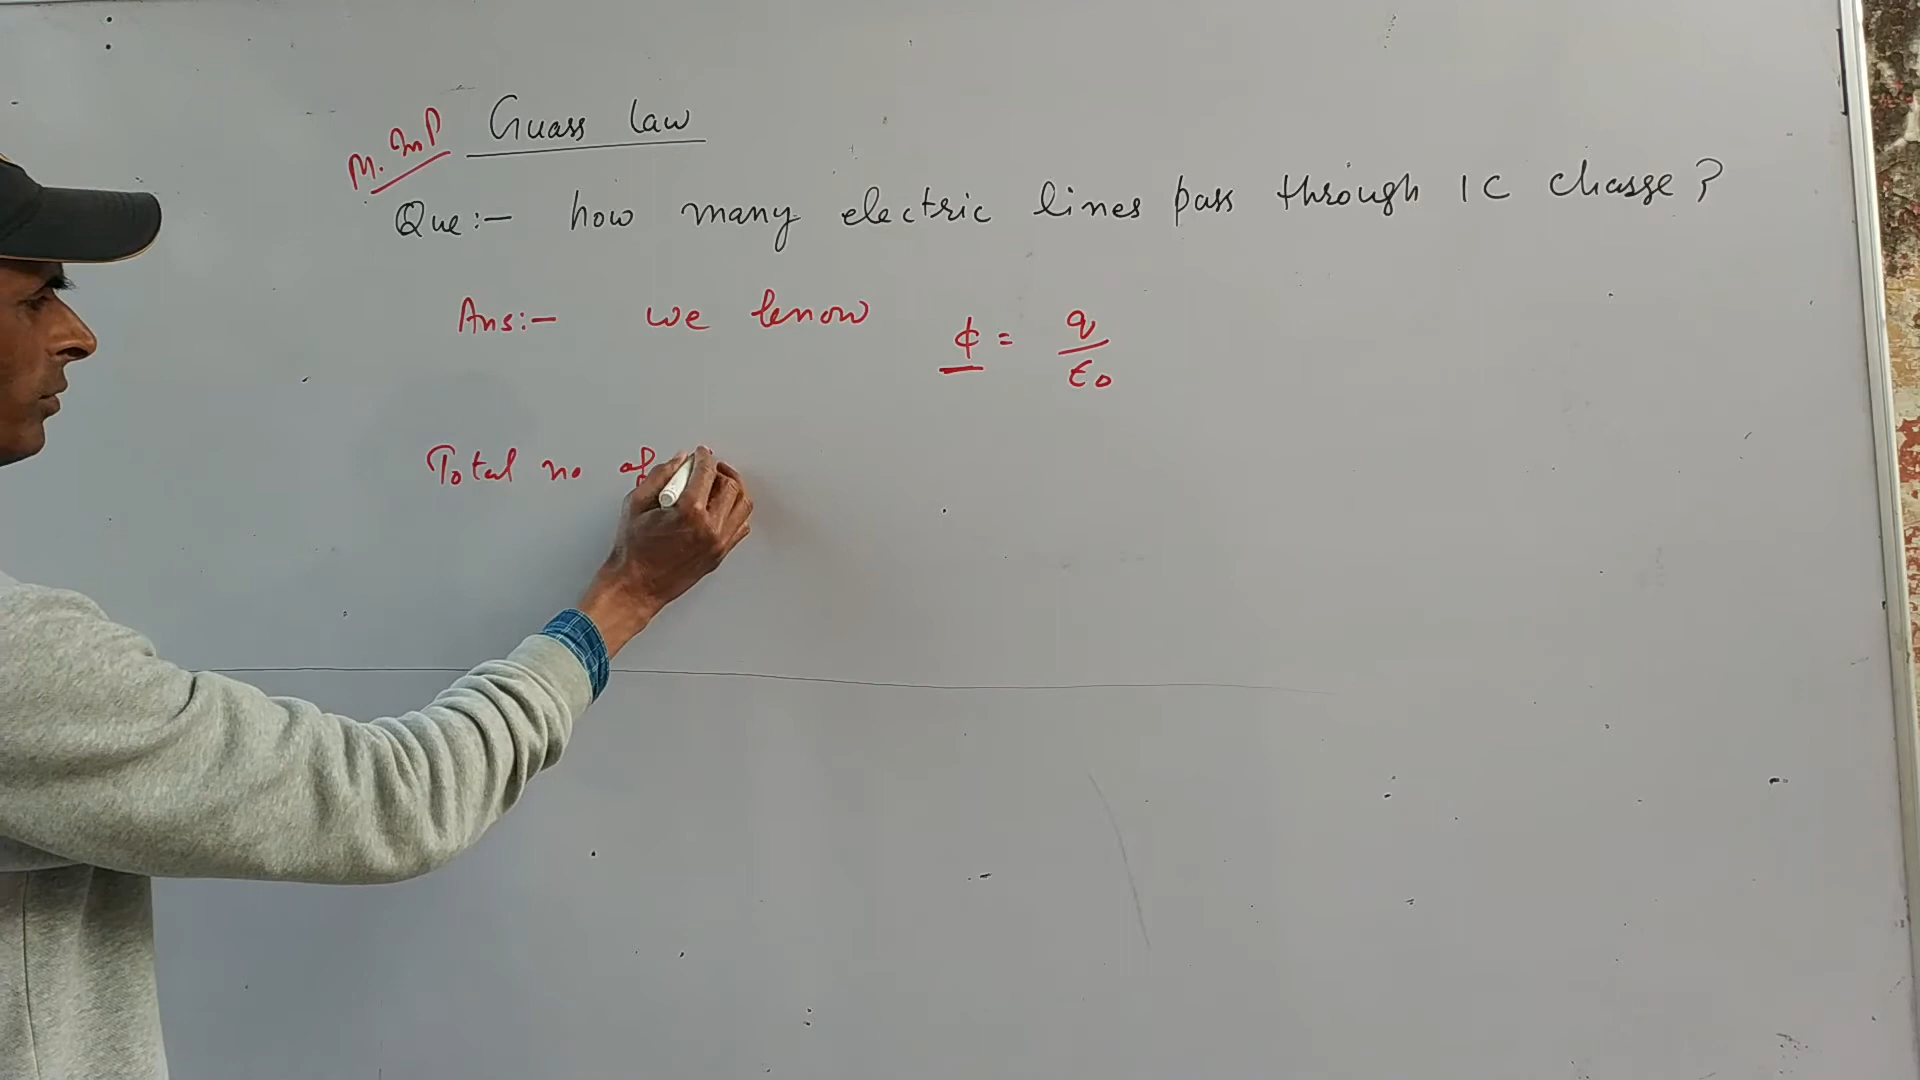 M. Imp Guass law
Que:- how many electric lines pass through 1C charge?
Ans:- we know ϕ = q/ε0
Total no of